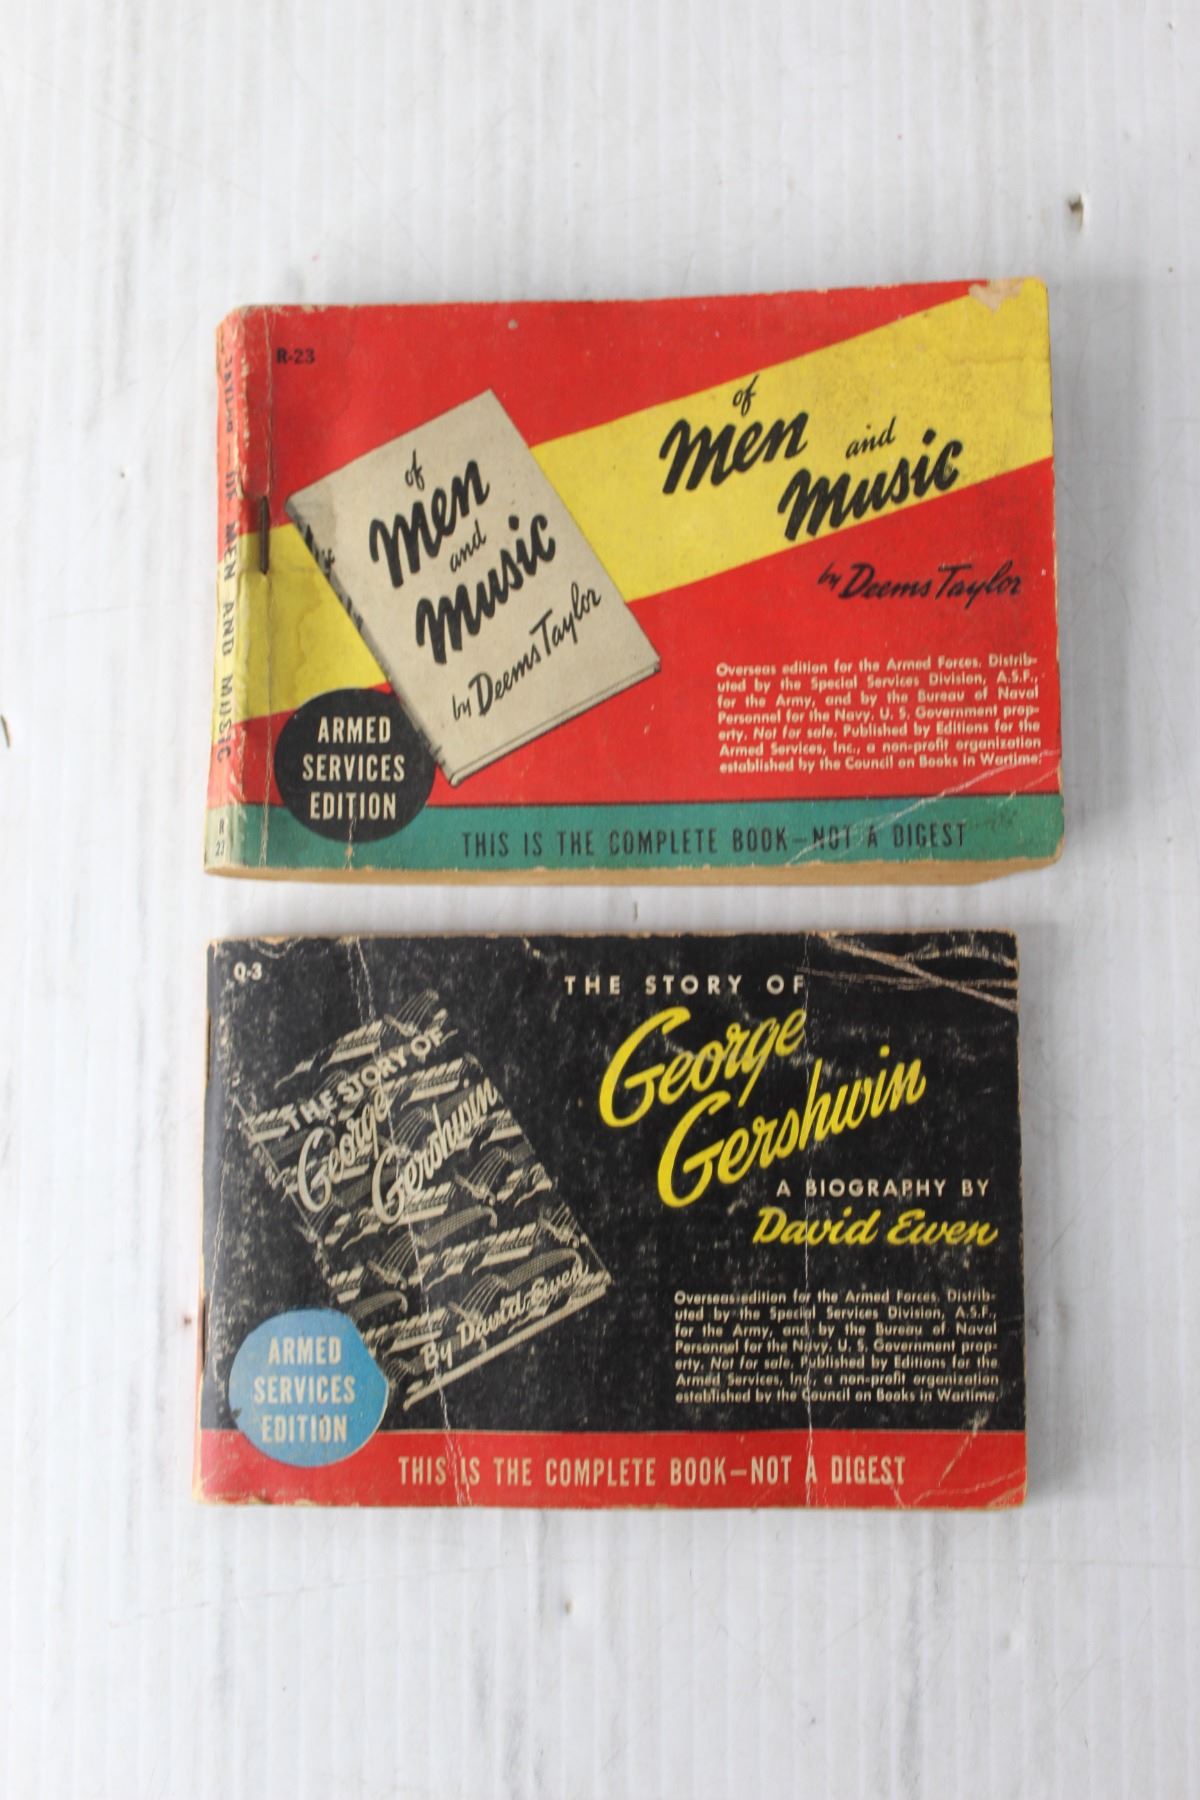 R-23
TAYLOR OF MEN AND MUSIC
R
23
of
Men
and
Music
by Deems Taylor
of
Men
and
Music
by Deems Taylor
Overseas edition for the Armed Forces. Distrib-
uted by the Special Services Division, A.S.F.,
for the Army, and by the Bureau of Naval
Personnel for the Navy. U. S. Government prop-
erty. Not for sale. Published by Editions for the
Armed Services, Inc., a non-profit organization
established by the Council on Books in Wartime.
ARMED
SERVICES
EDITION
THIS IS THE COMPLETE BOOK—NOT A DIGEST
Q-3
THE STORY OF
George
Gershwin
By David Ewen
THE STORY OF
George
Gershwin
A BIOGRAPHY BY
David Ewen
Overseas edition for the Armed Forces. Distrib-
uted by the Special Services Division, A.S.F.,
for the Army, and by the Bureau of Naval
Personnel for the Navy. U. S. Government prop-
erty. Not for sale. Published by Editions for the
Armed Services, Inc., a non-profit organization
established by the Council on Books in Wartime.
ARMED
SERVICES
EDITION
THIS IS THE COMPLETE BOOK—NOT A DIGEST